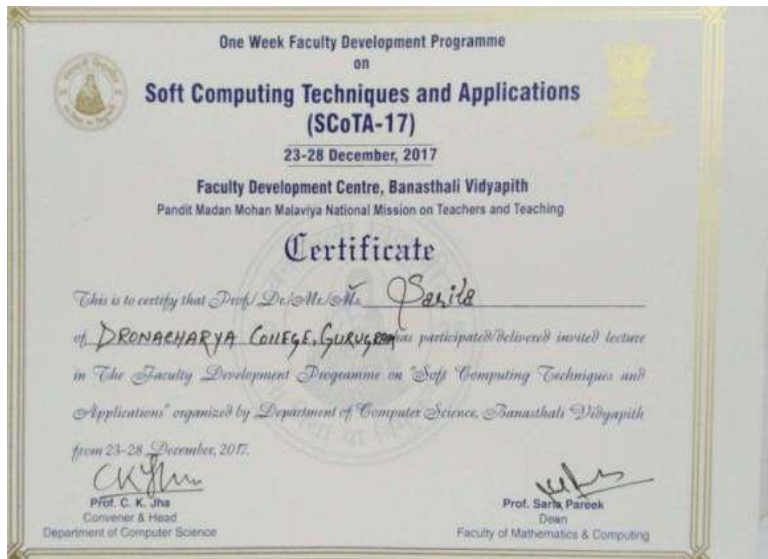 One Week Faculty Development Programme
on
Soft Computing Techniques and Applications
(SCoTA-17)
23-28 December, 2017
Faculty Development Centre, Banasthali Vidyapith
Pandit Madan Mohan Malaviya National Mission on Teachers and Teaching
Certificate
This is to certify that Prof./Dr./Mr./Ms. Sarita
of DRONACHARYA COllEGE, GURUGRAM has participated/delivered invited lecture
in The Faculty Development Programme on "Soft Computing Techniques and
Applications" organized by Department of Computer Science, Banasthali Vidyapith
from 23-28 December, 2017.
Prof. C. K. Jha
Prof. Sarla Pareek
Convener & Head
Dean
Department of Computer Science
Faculty of Mathematics & Computing